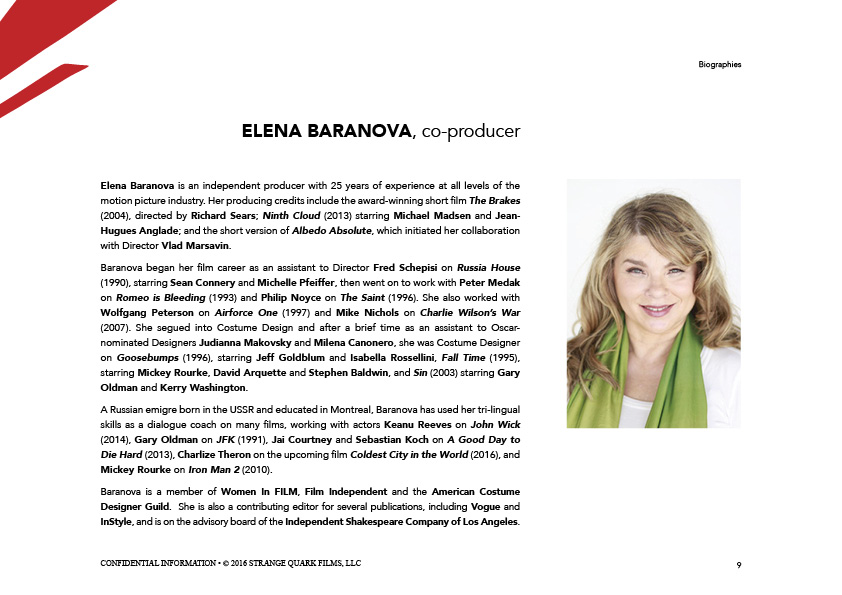 Biographies
ELENA BARANOVA, co-producer
Elena Baranova is an independent producer with 25 years of experience at all levels of the
motion picture industry. Her producing credits include the award-winning short film The Brakes
(2004), directed by Richard Sears; Ninth Cloud (2013) starring Michael Madsen and Jean-
Hugues Anglade; and the short version of Albedo Absolute, which initiated her collaboration
with Director Vlad Marsavin.
Baranova began her film career as an assistant to Director Fred Schepisi on Russia House
(1990), starring Sean Connery and Michelle Pfeiffer, then went on to work with Peter Medak
on Romeo is Bleeding (1993) and Philip Noyce on The Saint (1996). She also worked with
Wolfgang Peterson on Airforce One (1997) and Mike Nichols on Charlie Wilson's War
(2007). She segued into Costume Design and after a brief time as an assistant to Oscar-
nominated Designers Judianna Makovsky and Milena Canonero, she was Costume Designer
on Goosebumps (1996), starring Jeff Goldblum and Isabella Rossellini, Fall Time (1995),
starring Mickey Rourke, David Arquette and Stephen Baldwin, and Sin (2003) starring Gary
Oldman and Kerry Washington.
A Russian emigre born in the USSR and educated in Montreal, Baranova has used her tri-lingual
skills as a dialogue coach on many films, working with actors Keanu Reeves on John Wick
(2014), Gary Oldman on JFK (1991), Jai Courtney and Sebastian Koch on A Good Day to
Die Hard (2013), Charlize Theron on the upcoming film Coldest City in the World (2016), and
Mickey Rourke on Iron Man 2 (2010).
Baranova is a member of Women In FILM, Film Independent and the American Costume
Designer Guild. She is also a contributing editor for several publications, including Vogue and
InStyle, and is on the advisory board of the Independent Shakespeare Company of Los Angeles.
CONFIDENTIAL INFORMATION • © 2016 STRANGE QUARK FILMS, LLC
9